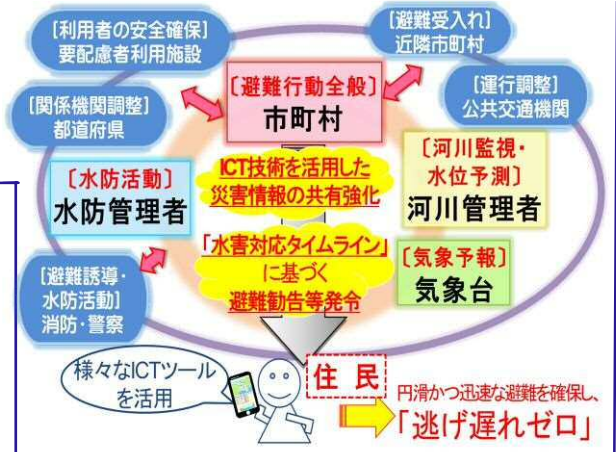 [利用者の安全確保]
要配慮者利用施設
[避難受入れ]
近隣市町村
[関係機関調整]
都道府県
〔避難行動全般〕
市町村
[運行調整]
公共交通機関
〔水防活動〕
水防管理者
ICT技術を活用した
災害情報の共有強化
〔河川監視・
水位予測〕
河川管理者
「水害対応タイムライン」
に基づく
避難勧告等発令
〔気象予報〕
気象台
[避難誘導・
水防活動]
消防・警察
様々なICTツール
を活用
住 民
円滑かつ迅速な避難を確保し、
「逃げ遅れゼロ」